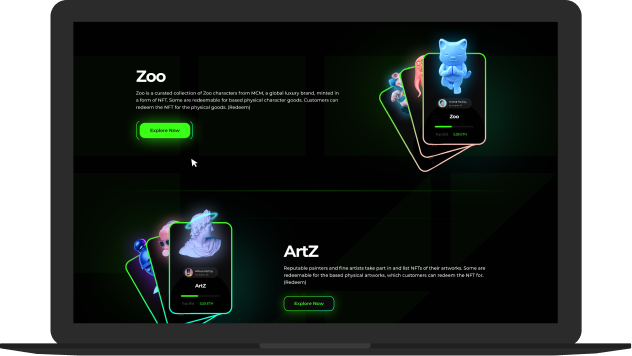 Zoo
Zoo is a curated collection of Zoo characters from MCM, a global luxury brand, minted in
a form of NFT. Some are redeemable for based physical character goods. Customers can
redeem the NFT for the physical goods. (Redeem)
Explore Now
Zoo
ArtZ
Reputable painters and fine artists take part in and list NFTs of their artworks. Some are
redeemable for the based physical artworks, which customers can redeem the NFT for.
(Redeem)
Explore Now
ArtZ